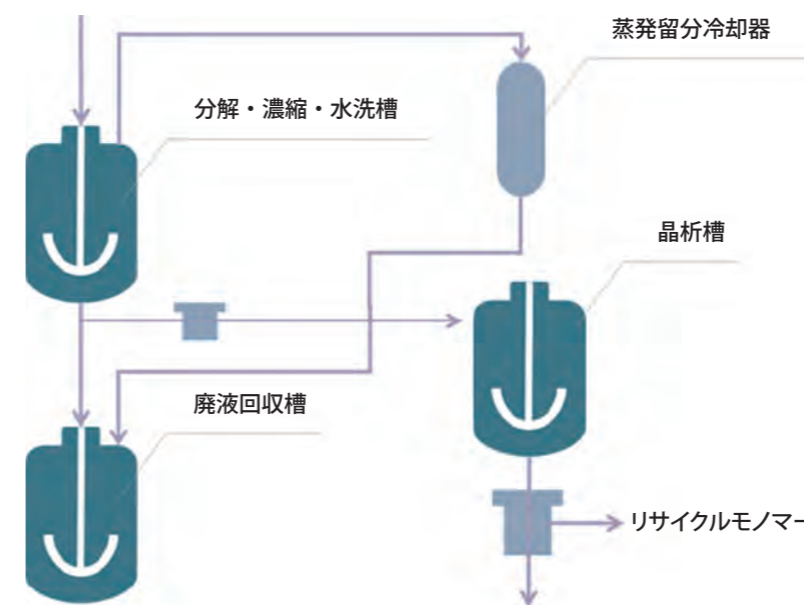 蒸発留分冷却器
分解・濃縮・水洗槽
晶析槽
廃液回収槽
リサイクルモノマー